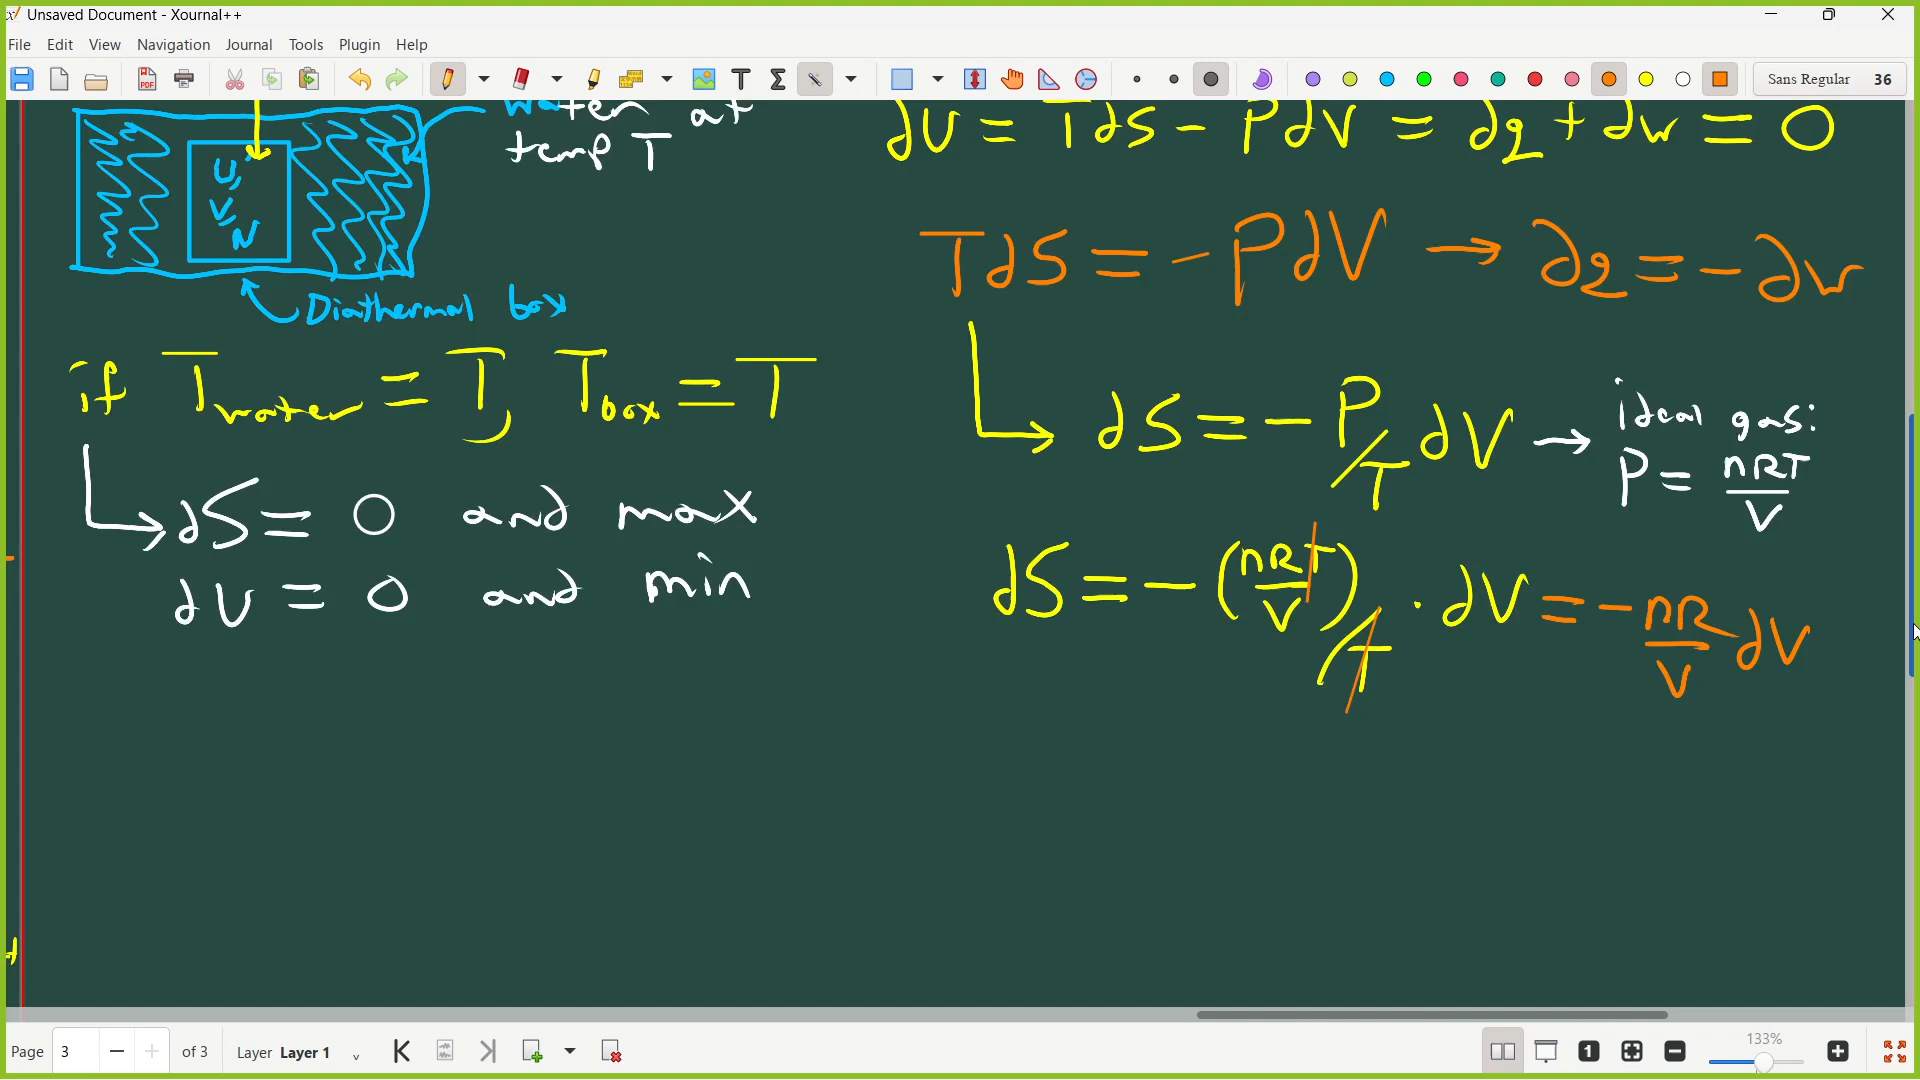 Unsaved Document - Xournal++
File Edit View Navigation Journal Tools Plugin Help
Sans Regular 36
water at
temp T
U,
V,
N
Diathermal box
if T_water = T, T_box = T
dS = 0 and max
dU = 0 and min
dU = TdS - PdV = dq + dw = 0
TdS = -PdV → dq = -dw
dS = -P/T dV → ideal gas:
P = nRT/V
dS = -(nRT/V)/T · dV = -nR/V dV
Page 3 of 3 Layer Layer 1 133%